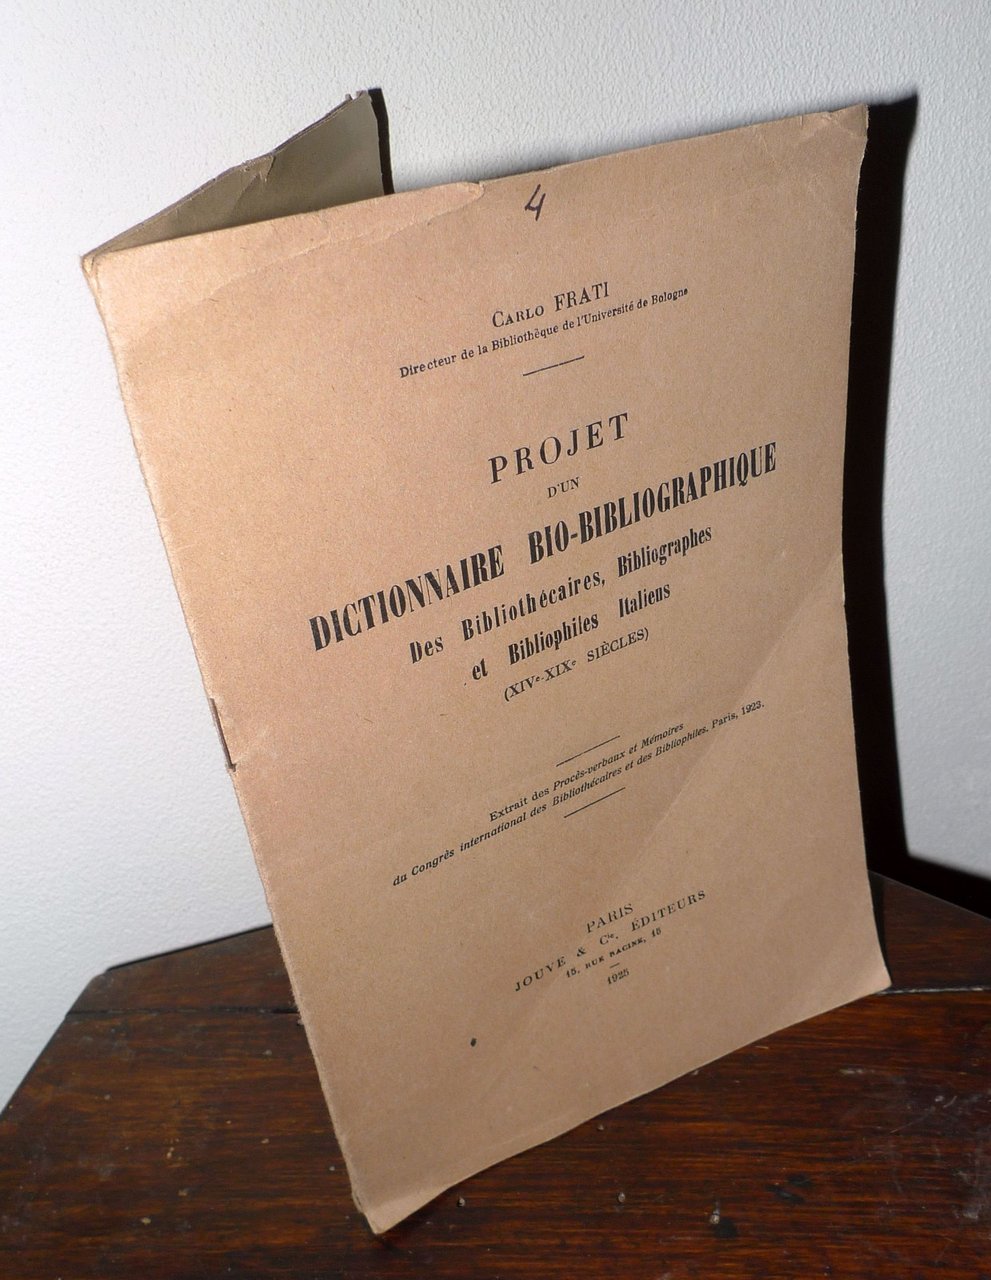 4
Carlo FRATI
Directeur de la Bibliothèque de l'Université de Bologne
PROJET
D'UN
DICTIONNAIRE BIO-BIBLIOGRAPHIQUE
Des Bibliothécaires, Bibliographes
et Bibliophiles Italiens
(XIVe-XIXe SIÈCLES)
Extrait des Procès-verbaux et Mémoires
du Congrès international des Bibliothécaires et des Bibliophiles. Paris, 1923.
PARIS
JOUVE & Cie, ÉDITEURS
15, RUE RACINE, 15
1925